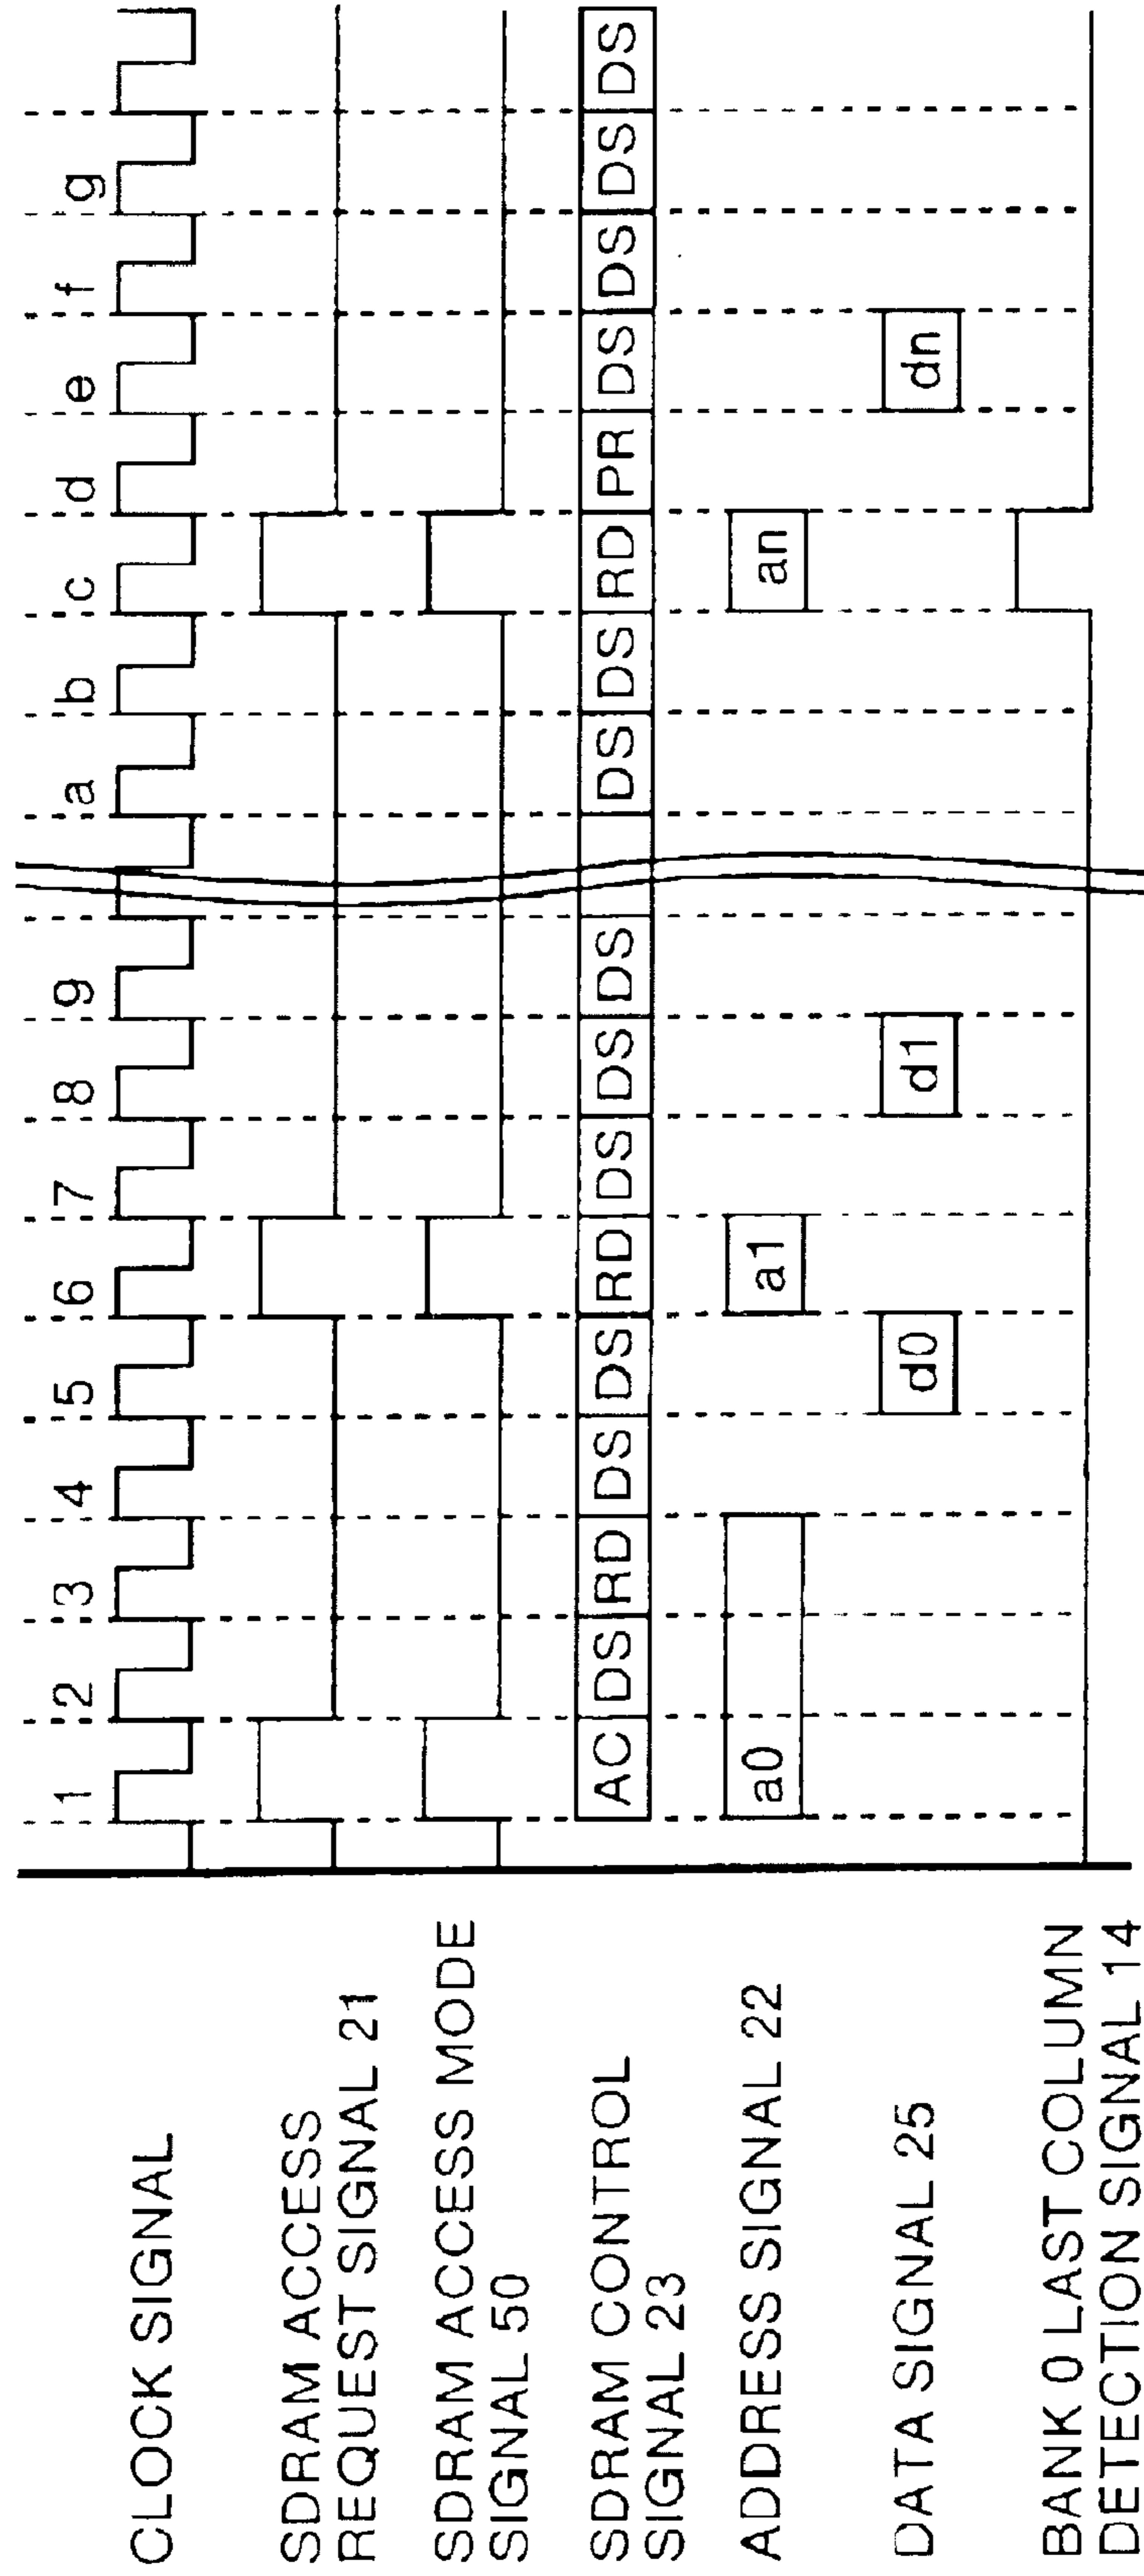 1 2 3 4 5 6 7 8 9 a b c d e f g
CLOCK SIGNAL
SDRAM ACCESS
REQUEST SIGNAL 21
SDRAM ACCESS MODE
SIGNAL 50
SDRAM CONTROL
SIGNAL 23
AC DS RD DS DS RD DS DS DS DS DS RD PR DS DS DS DS
ADDRESS SIGNAL 22
a0 a1 an
DATA SIGNAL 25
d0 d1 dn
BANK 0 LAST COLUMN
DETECTION SIGNAL 14